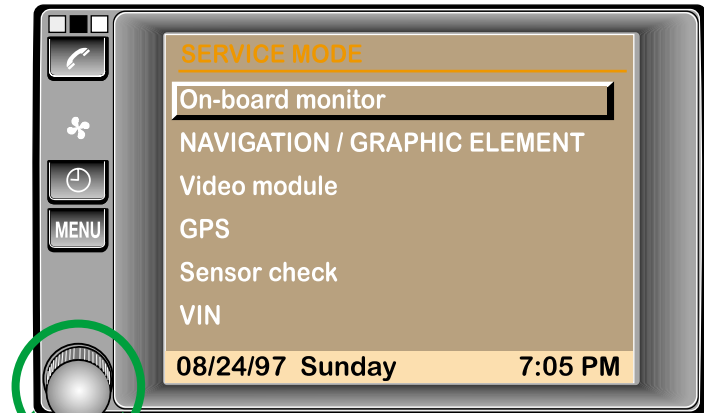 SERVICE MODE
On-board monitor
NAVIGATION / GRAPHIC ELEMENT
Video module
GPS
MENU
Sensor check
VIN
08/24/97 Sunday 7:05 PM